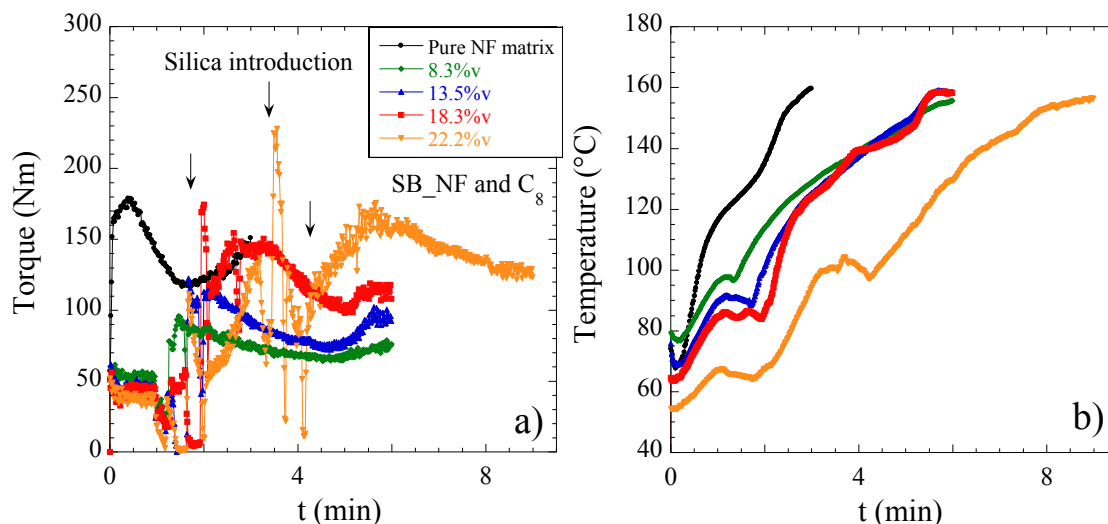 300
250
200
150
100
50
0
Torque (Nm)
0
4
8
t (min)
Silica introduction
Pure NF matrix
8.3%v
13.5%v
18.3%v
22.2%v
SB_NF and C8
a)
160
140
120
100
80
60
40
Temperature (°C)
0
2
4
6
8
t (min)
b)